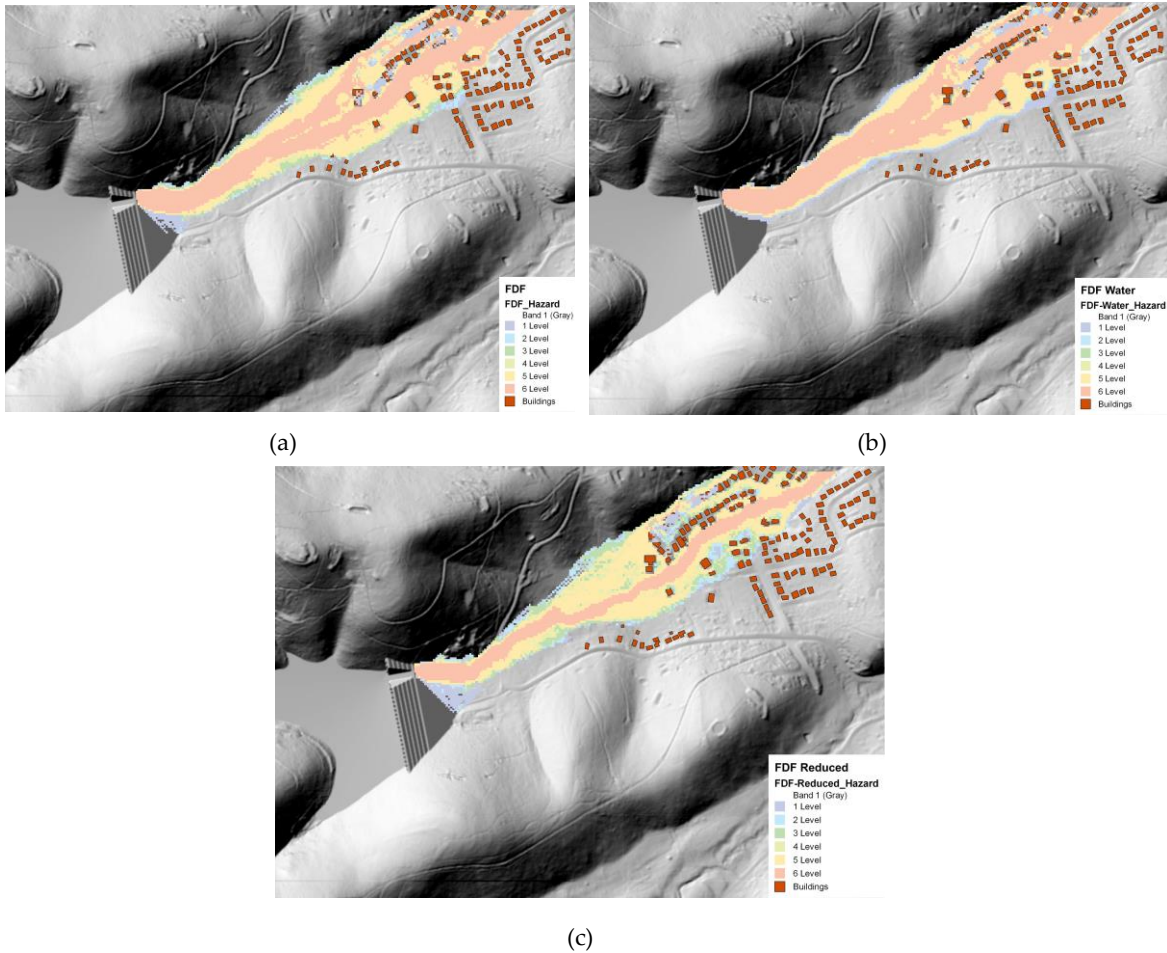 FDF
FDF_Hazard
Band 1 (Gray)
1 Level
2 Level
3 Level
4 Level
5 Level
6 Level
Buildings
(a)
FDF Water
FDF-Water_Hazard
Band 1 (Gray)
1 Level
2 Level
3 Level
4 Level
5 Level
6 Level
Buildings
(b)
FDF Reduced
FDF-Reduced_Hazard
Band 1 (Gray)
1 Level
2 Level
3 Level
4 Level
5 Level
6 Level
Buildings
(c)